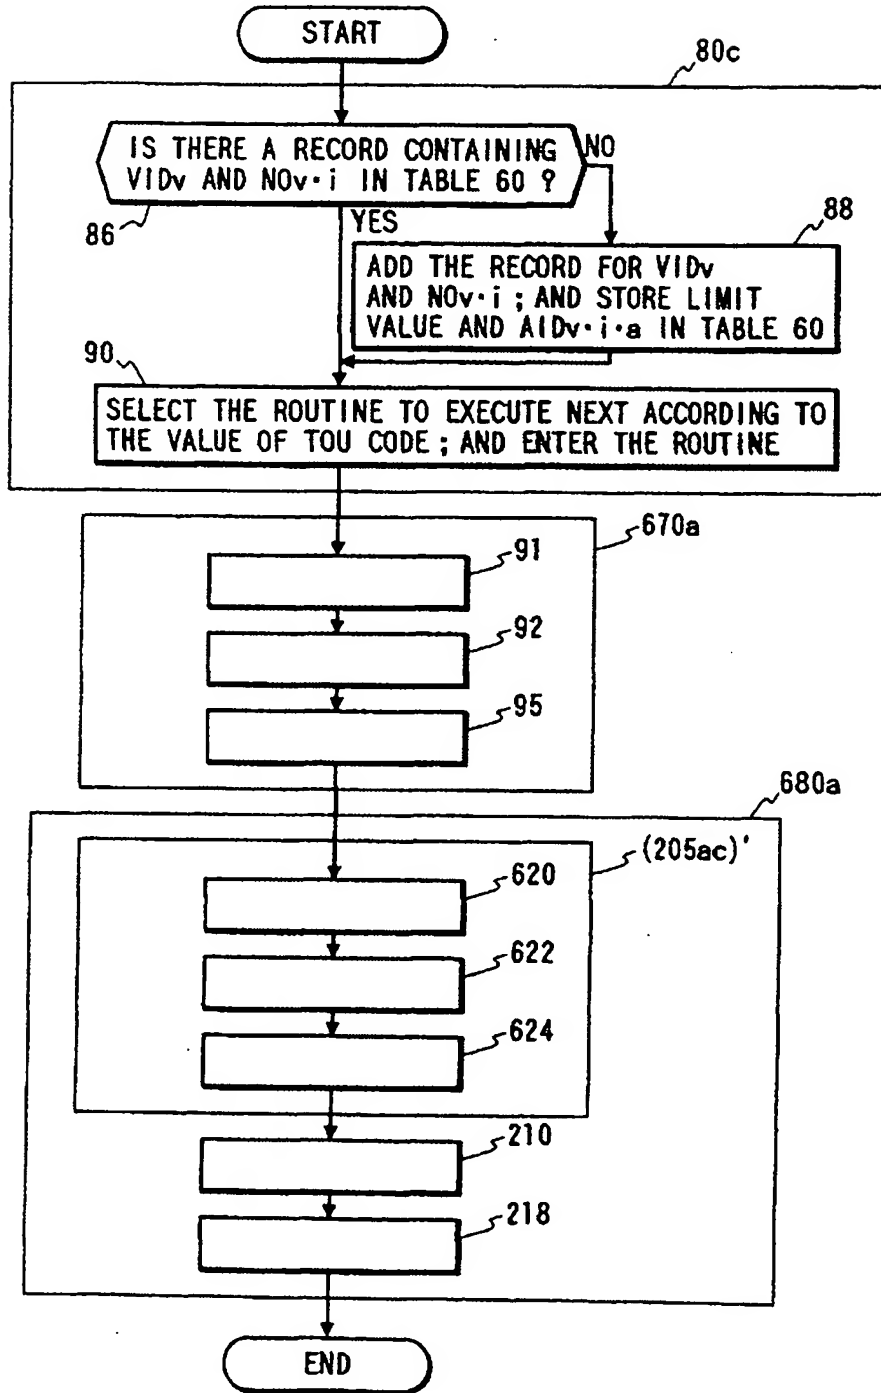 START
80c
IS THERE A RECORD CONTAINING
VIDv AND NOv·i IN TABLE 60 ?
NO
86
YES
88
ADD THE RECORD FOR VIDv
AND NOv·i ; AND STORE LIMIT
VALUE AND AIDv·i·a IN TABLE 60
90
SELECT THE ROUTINE TO EXECUTE NEXT ACCORDING TO
THE VALUE OF TOU CODE ; AND ENTER THE ROUTINE
670a
91
92
95
680a
(205ac)'
620
622
624
210
218
END